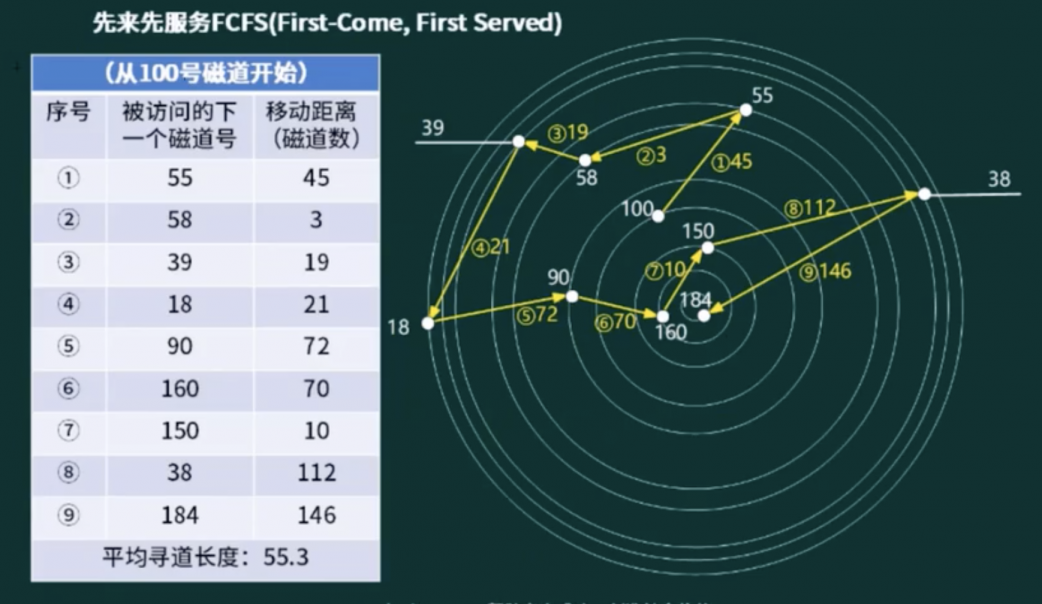 先来先服务FCFS(First-Come, First Served)
（从100号磁道开始）
序号 被访问的下一个磁道号 移动距离（磁道数）
① 55 45
② 58 3
③ 39 19
④ 18 21
⑤ 90 72
⑥ 160 70
⑦ 150 10
⑧ 38 112
⑨ 184 146
平均寻道长度：55.3
55
39
③19
②3
①45
58
38
100
⑧112
150
④21
⑦10
⑨146
90
184
18
⑤72
⑥70
160